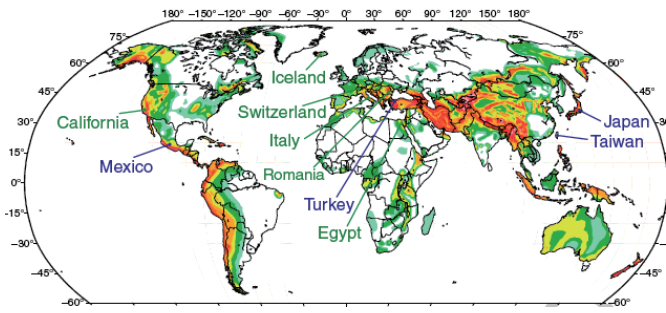 180° -120° -90° -60° -30° 0° 30° 60° 90° 120° 150° 180°
75° 75°
60° 60°
Iceland
45° 45°
Switzerland
California
Japan
30° 30°
Italy
Taiwan
15° 15°
Mexico
Romania
0° 0°
Turkey
-15° -15°
Egypt
-30° -30°
-45° -45°
-60° -60°